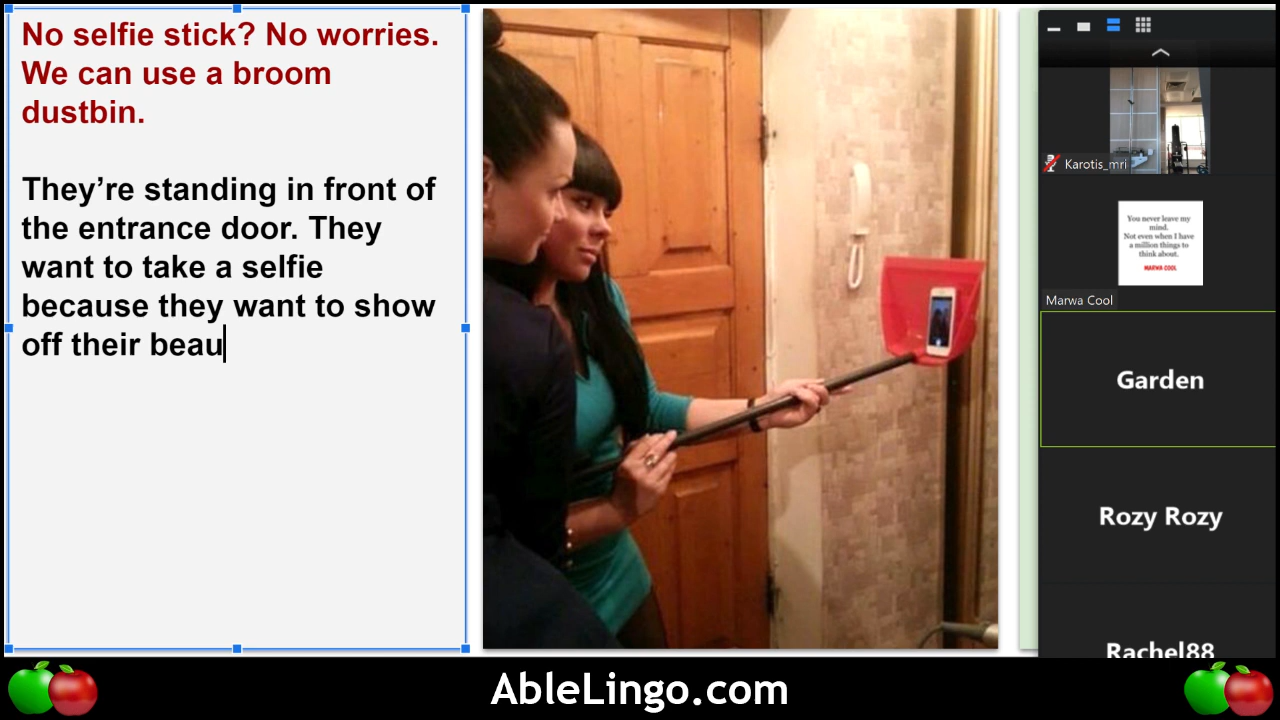 No selfie stick? No worries.
We can use a broom
dustbin.
They’re standing in front of
the entrance door. They
want to take a selfie
because they want to show
off their beau
Karotis_mri
You never leave my
mind.
Not even when I have
a million things to
think about.
MARWA COOL
Marwa Cool
Garden
Rozy Rozy
Rachel88
AbleLingo.com